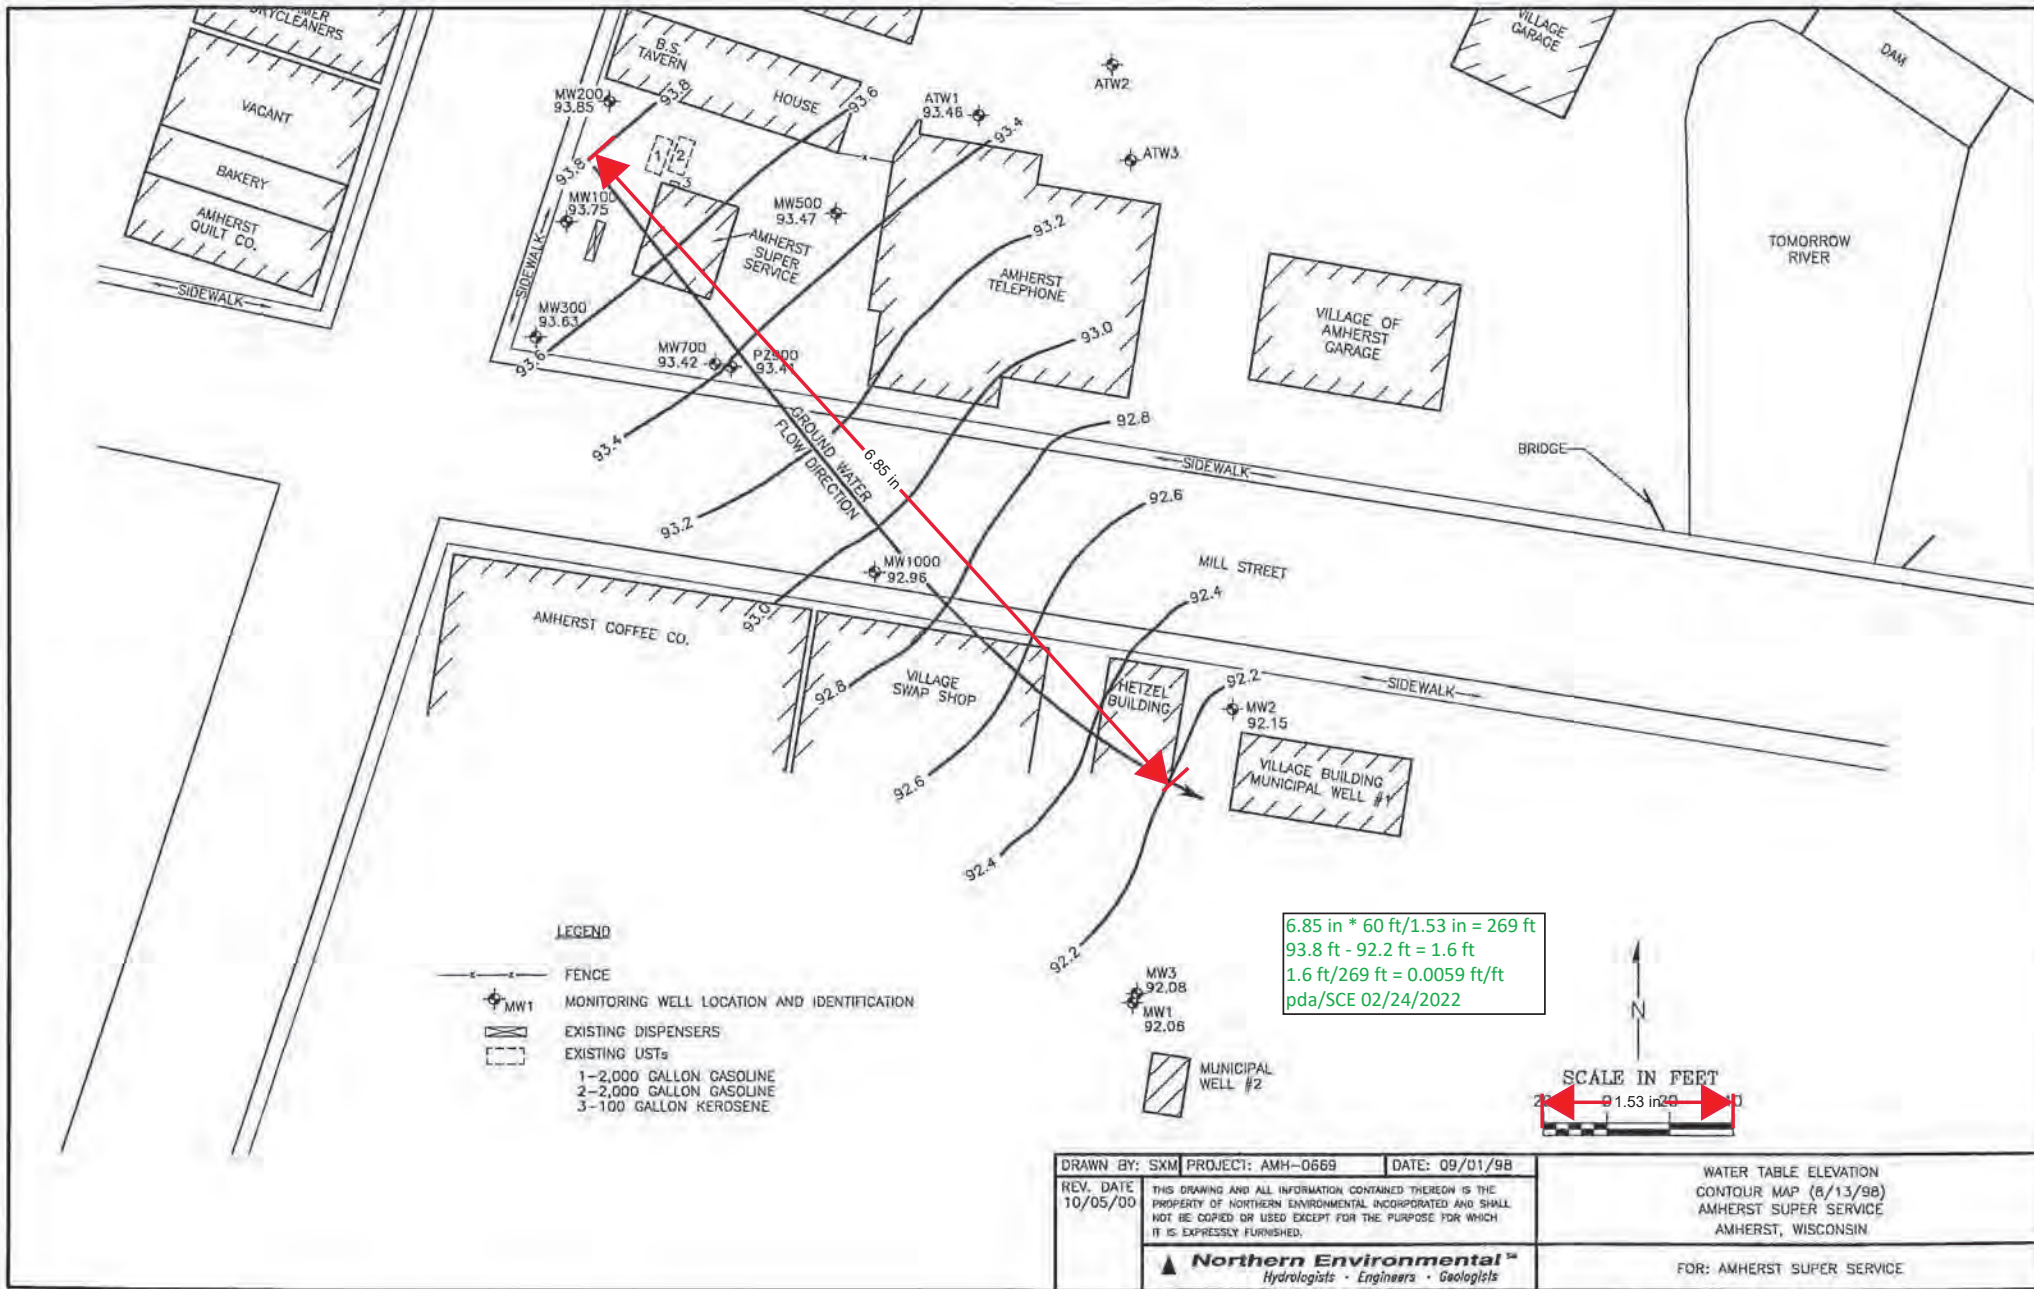 DRYCLEANERS
VACANT
BAKERY
AMHERST
QUILT CO.
SIDEWALK
B.S.
TAVERN
HOUSE
MW200
93.85
93.8
93.6
ATW1
93.46
93.4
ATW2
ATW3
VILLAGE
GARAGE
DAM
TOMORROW
RIVER
1
2
3
93.8
MW100
93.75
SIDEWALK
MW500
93.47
AMHERST
SUPER
SERVICE
93.2
AMHERST
TELEPHONE
93.0
MW300
93.63
93.6
MW700
93.42
PZ900
93.41
VILLAGE OF
AMHERST
GARAGE
92.8
BRIDGE
93.4
GROUND WATER
FLOW DIRECTION
6.85 in
SIDEWALK
92.6
93.2
MW1000
92.96
MILL STREET
92.4
93.0
AMHERST COFFEE CO.
92.8
VILLAGE
SWAP SHOP
HETZEL
BUILDING
92.2
SIDEWALK
MW2
92.15
VILLAGE BUILDING
MUNICIPAL WELL #1
92.6
92.4
92.2
6.85 in * 60 ft/1.53 in = 269 ft
93.8 ft - 92.2 ft = 1.6 ft
1.6 ft/269 ft = 0.0059 ft/ft
pda/SCE 02/24/2022
LEGEND
FENCE
MW1 MONITORING WELL LOCATION AND IDENTIFICATION
EXISTING DISPENSERS
EXISTING USTs
1-2,000 GALLON GASOLINE
2-2,000 GALLON GASOLINE
3-100 GALLON KEROSENE
MW3
92.08
MW1
92.06
MUNICIPAL
WELL #2
N
SCALE IN FEET
1.53 in
DRAWN BY: SXM PROJECT: AMH-0669 DATE: 09/01/98
REV. DATE
10/05/00
THIS DRAWING AND ALL INFORMATION CONTAINED THEREON IS THE
PROPERTY OF NORTHERN ENVIRONMENTAL INCORPORATED AND SHALL
NOT BE COPIED OR USED EXCEPT FOR THE PURPOSE FOR WHICH
IT IS EXPRESSLY FURNISHED.
Northern Environmental℠
Hydrologists · Engineers · Geologists
WATER TABLE ELEVATION
CONTOUR MAP (8/13/98)
AMHERST SUPER SERVICE
AMHERST, WISCONSIN
FOR: AMHERST SUPER SERVICE